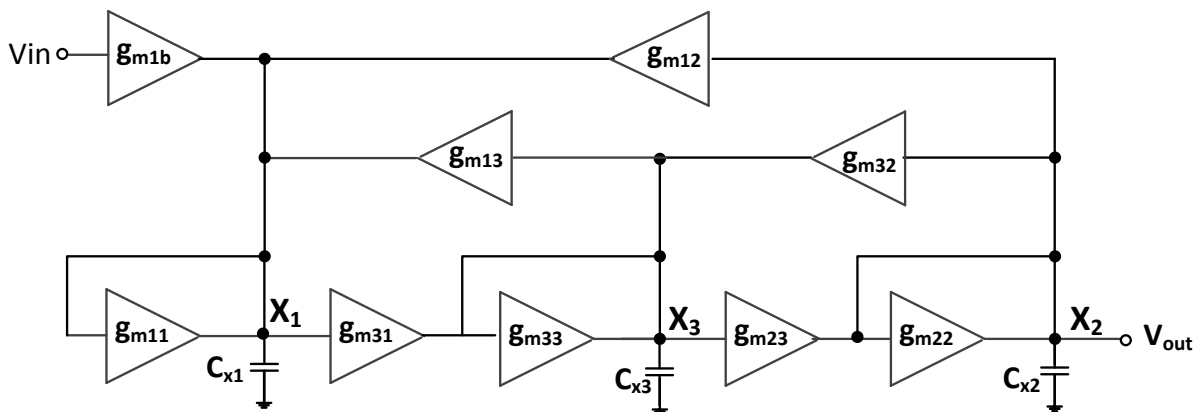 Vin
gm1b
gm12
gm13
gm32
gm11
X1
gm31
gm33
X3
gm23
gm22
X2
Vout
Cx1
Cx3
Cx2